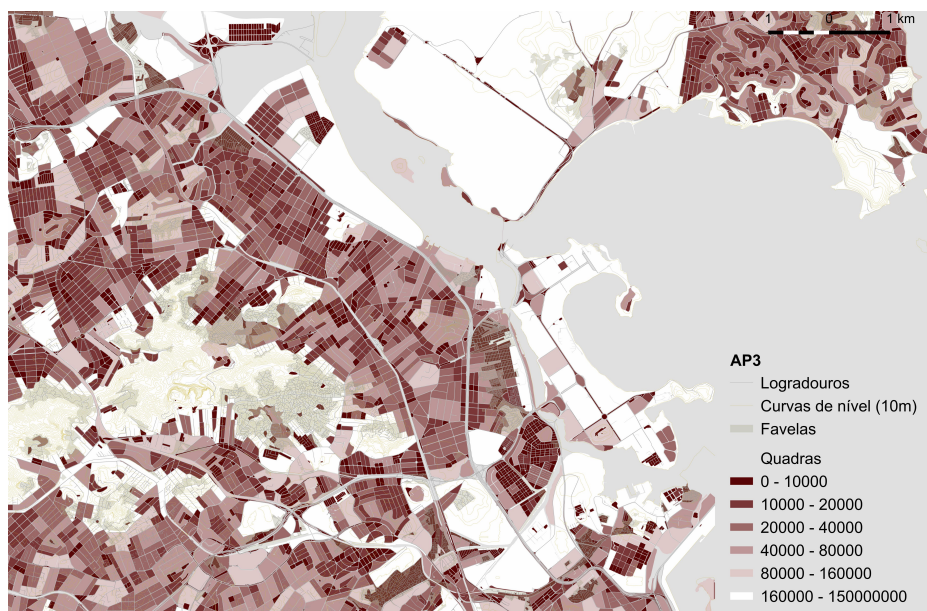 1 0 1 km
AP3
Logradouros
Curvas de nível (10m)
Favelas
Quadras
0 - 10000
10000 - 20000
20000 - 40000
40000 - 80000
80000 - 160000
160000 - 150000000